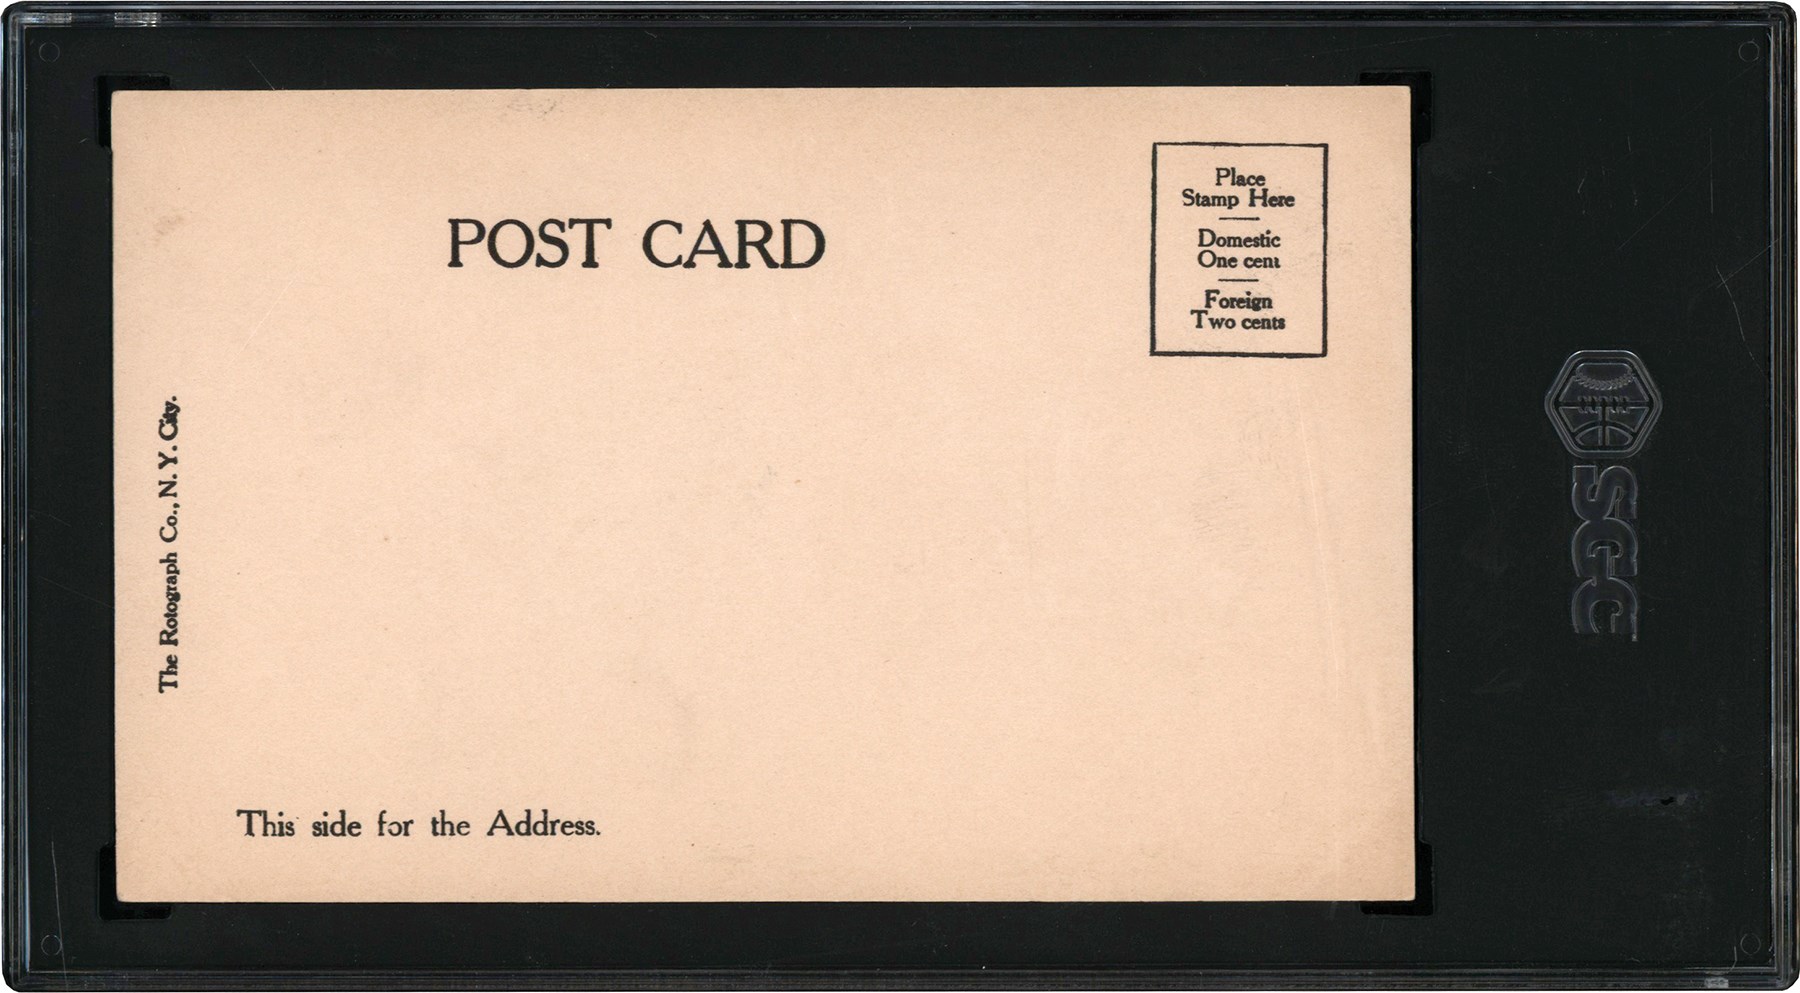 POST CARD
Place
Stamp Here
Domestic
One cent
Foreign
Two cents
The Rotograph Co., N. Y. City.
This side for the Address.
SGC